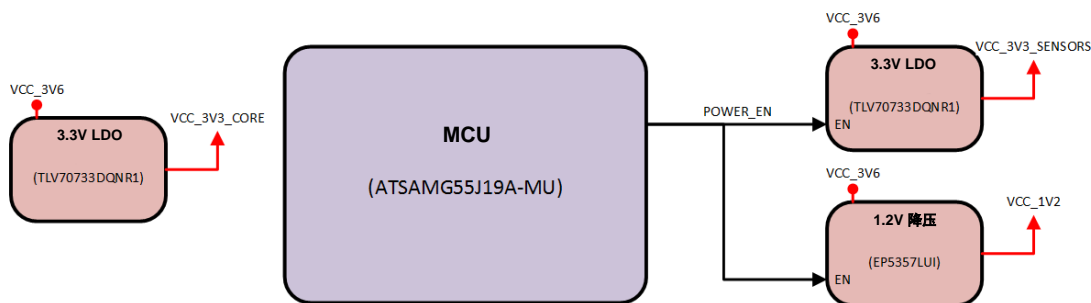 VCC_3V6
3.3V LDO
(TLV70733DQNR1)
VCC_3V3_CORE
MCU
(ATSAMG55J19A-MU)
POWER_EN
VCC_3V6
3.3V LDO
(TLV70733DQNR1)
EN
VCC_3V3_SENSORS
VCC_3V6
1.2V 降压
(EP5357LUI)
EN
VCC_1V2